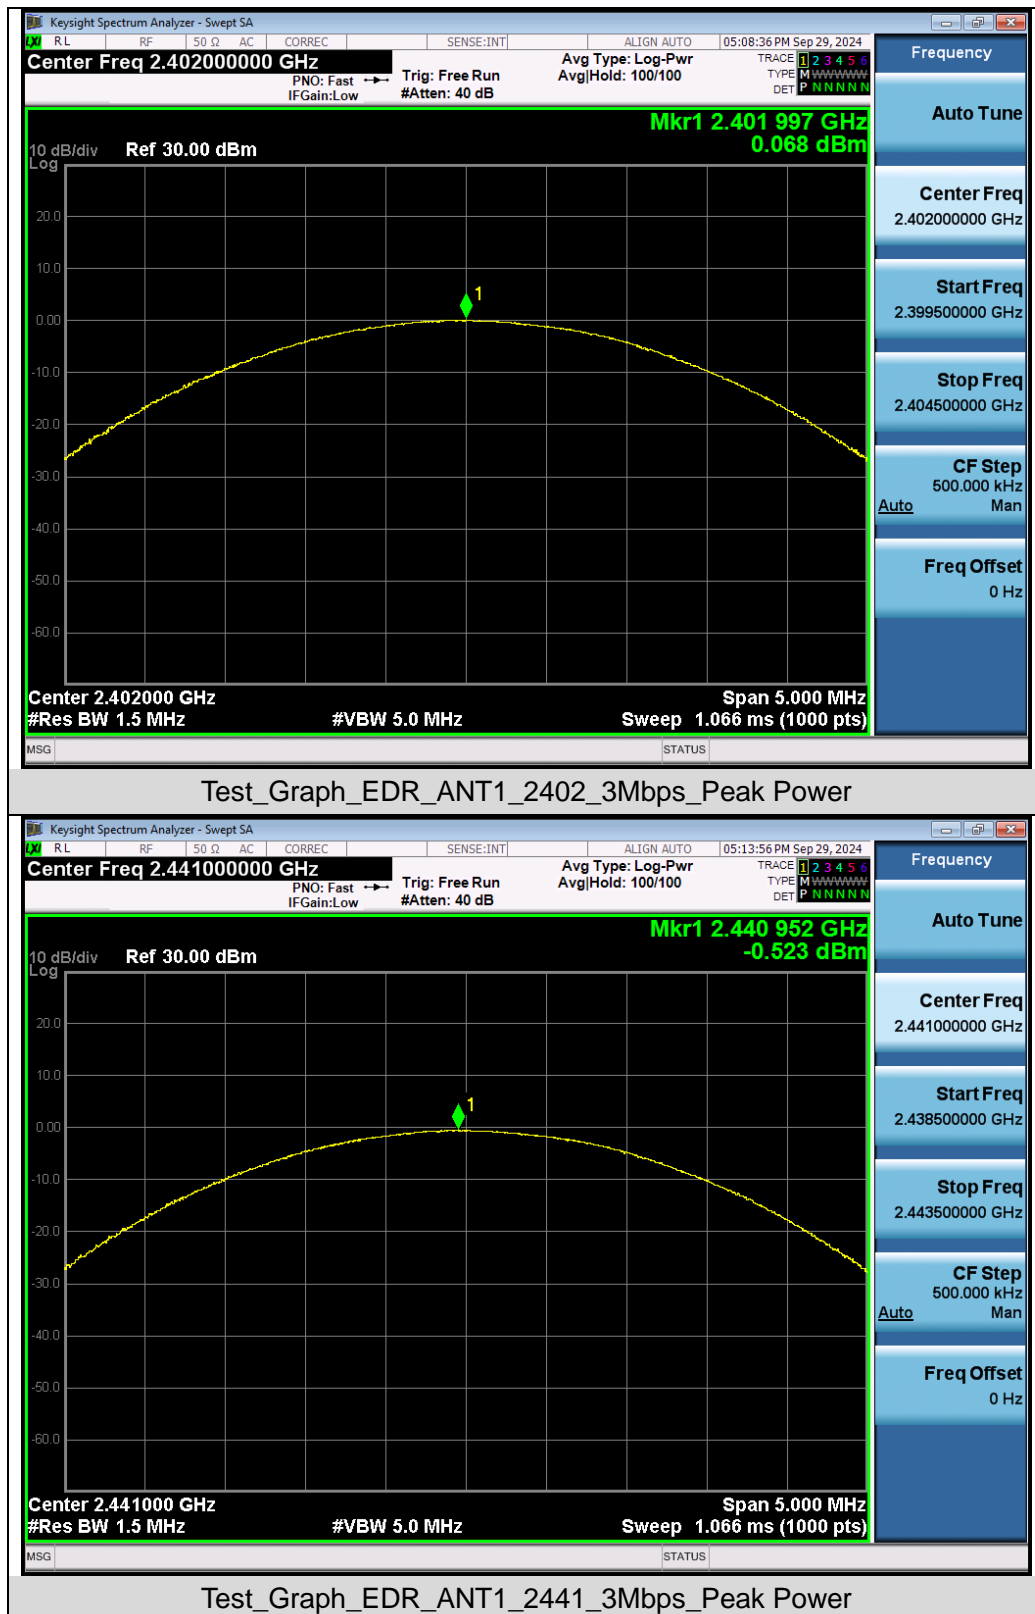 Keysight Spectrum Analyzer - Swept SA
LXI RL RF 50 Ω AC CORREC SENSE:INT ALIGN AUTO 05:08:36 PM Sep 29, 2024
Center Freq 2.402000000 GHz
PNO: Fast
IFGain:Low
Trig: Free Run
#Atten: 40 dB
Avg Type: Log-Pwr
Avg|Hold: 100/100
TRACE 1 2 3 4 5 6
TYPE M WWWWW
DET P N N N N N
Mkr1 2.401 997 GHz
0.068 dBm
10 dB/div Ref 30.00 dBm
Log
20.0
10.0
0.00
-10.0
-20.0
-30.0
-40.0
-50.0
-60.0
1
Center 2.402000 GHz Span 5.000 MHz
#Res BW 1.5 MHz #VBW 5.0 MHz Sweep 1.066 ms (1000 pts)
MSG STATUS
Frequency
Auto Tune
Center Freq
2.402000000 GHz
Start Freq
2.399500000 GHz
Stop Freq
2.404500000 GHz
CF Step
500.000 kHz
Auto Man
Freq Offset
0 Hz
Test_Graph_EDR_ANT1_2402_3Mbps_Peak Power
Keysight Spectrum Analyzer - Swept SA
LXI RL RF 50 Ω AC CORREC SENSE:INT ALIGN AUTO 05:13:56 PM Sep 29, 2024
Center Freq 2.441000000 GHz
PNO: Fast
IFGain:Low
Trig: Free Run
#Atten: 40 dB
Avg Type: Log-Pwr
Avg|Hold: 100/100
TRACE 1 2 3 4 5 6
TYPE M WWWWW
DET P N N N N N
Mkr1 2.440 952 GHz
-0.523 dBm
10 dB/div Ref 30.00 dBm
Log
20.0
10.0
0.00
-10.0
-20.0
-30.0
-40.0
-50.0
-60.0
1
Center 2.441000 GHz Span 5.000 MHz
#Res BW 1.5 MHz #VBW 5.0 MHz Sweep 1.066 ms (1000 pts)
MSG STATUS
Frequency
Auto Tune
Center Freq
2.441000000 GHz
Start Freq
2.438500000 GHz
Stop Freq
2.443500000 GHz
CF Step
500.000 kHz
Auto Man
Freq Offset
0 Hz
Test_Graph_EDR_ANT1_2441_3Mbps_Peak Power